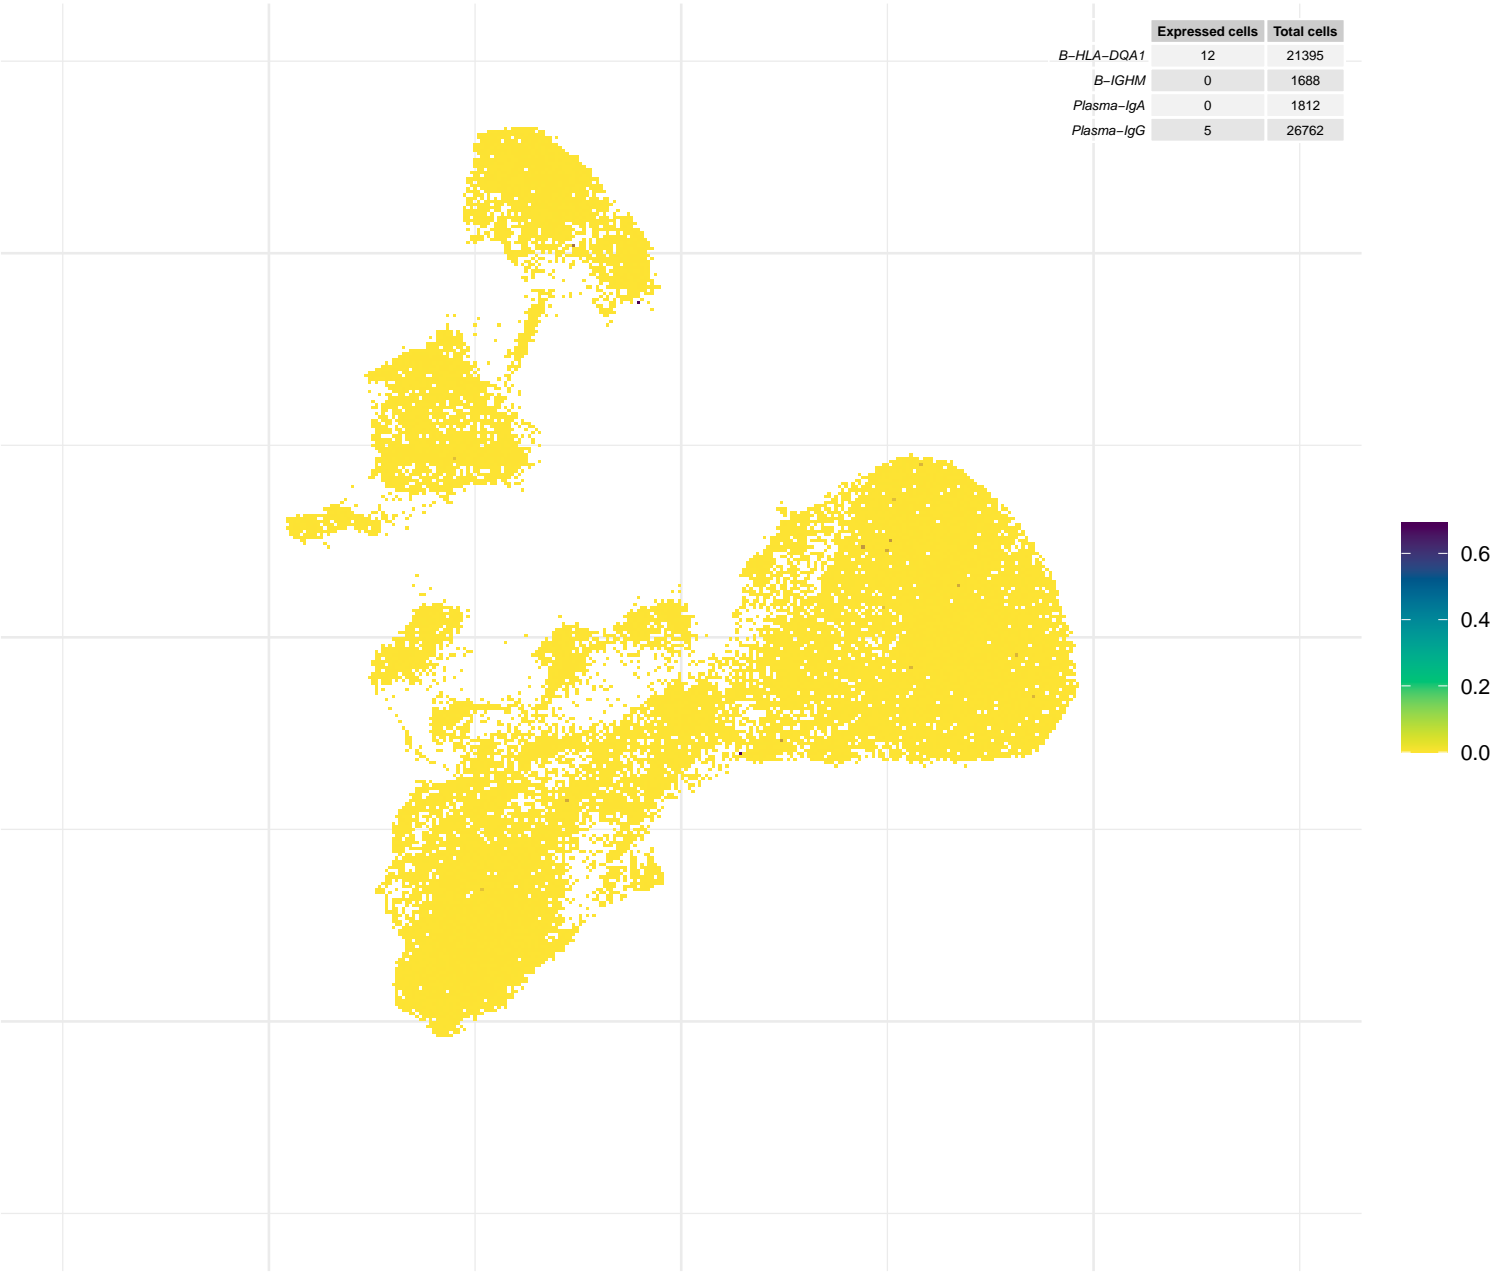 Expressed cells Total cells
B−HLA−DQA1 12 21395
B−IGHM 0 1688
Plasma−IgA 0 1812
Plasma−IgG 5 26762
0.6
0.4
0.2
0.0